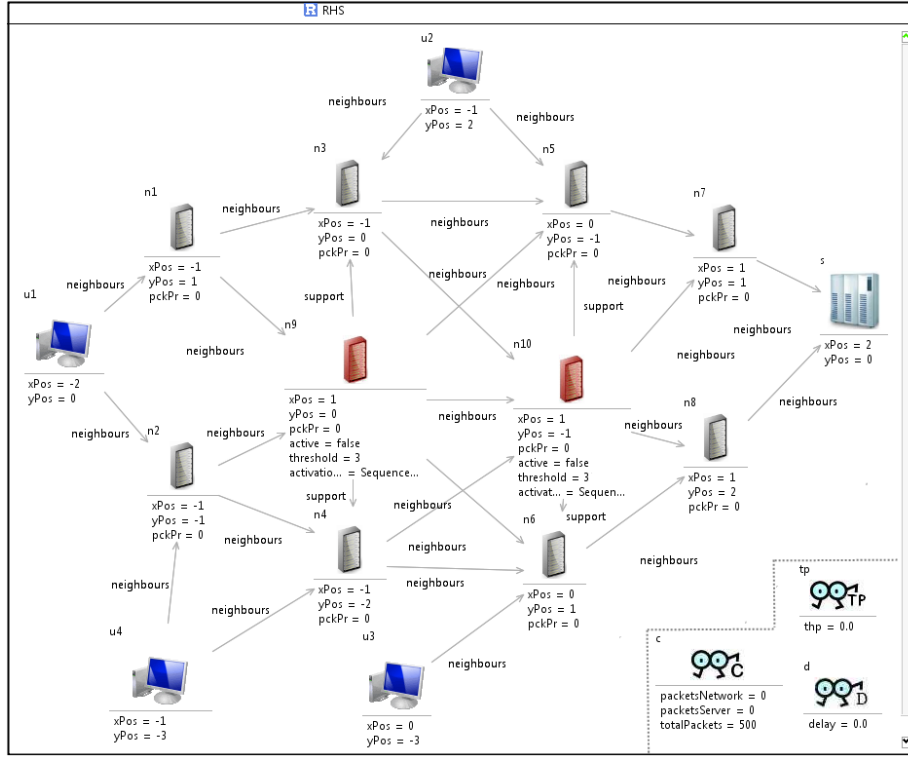 R RHS
u2
neighbours
xPos = -1
yPos = 2
neighbours
n3
n5
n1
n7
neighbours
xPos = -1
yPos = 0
pckPr = 0
neighbours
xPos = 0
yPos = -1
pckPr = 0
neighbours
xPos = -1
yPos = 1
pckPr = 0
xPos = 1
yPos = 1
pckPr = 0
s
u1
neighbours
support
neighbours
neighbours
neighbours
support
n9
n10
neighbours
neighbours
neighbours
xPos = 2
yPos = 0
xPos = -2
yPos = 0
xPos = 1
yPos = 0
pckPr = 0
active = false
threshold = 3
activatio... = Sequence...
neighbours
xPos = 1
yPos = -1
pckPr = 0
active = false
threshold = 3
activat... = Sequen...
neighbours
n8
neighbours
n2
neighbours
neighbours
xPos = 1
yPos = 2
pckPr = 0
support
n4
neighbours
n6
support
xPos = -1
yPos = -1
pckPr = 0
neighbours
neighbours
neighbours
neighbours
neighbours
xPos = -1
yPos = -2
pckPr = 0
xPos = 0
yPos = 1
pckPr = 0
neighbours
u4
u3
neighbours
tp
TP
thp = 0.0
c
C
packetsNetwork = 0
packetsServer = 0
totalPackets = 500
d
D
delay = 0.0
xPos = -1
yPos = -3
xPos = 0
yPos = -3